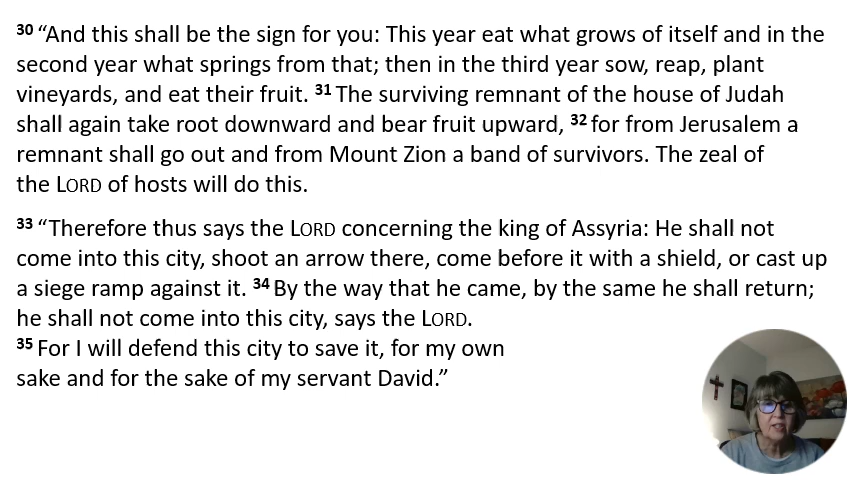 30 “And this shall be the sign for you: This year eat what grows of itself and in the
second year what springs from that; then in the third year sow, reap, plant
vineyards, and eat their fruit. 31 The surviving remnant of the house of Judah
shall again take root downward and bear fruit upward, 32 for from Jerusalem a
remnant shall go out and from Mount Zion a band of survivors. The zeal of
the LORD of hosts will do this.
33 “Therefore thus says the LORD concerning the king of Assyria: He shall not
come into this city, shoot an arrow there, come before it with a shield, or cast up
a siege ramp against it. 34 By the way that he came, by the same he shall return;
he shall not come into this city, says the LORD.
35 For I will defend this city to save it, for my own
sake and for the sake of my servant David.”